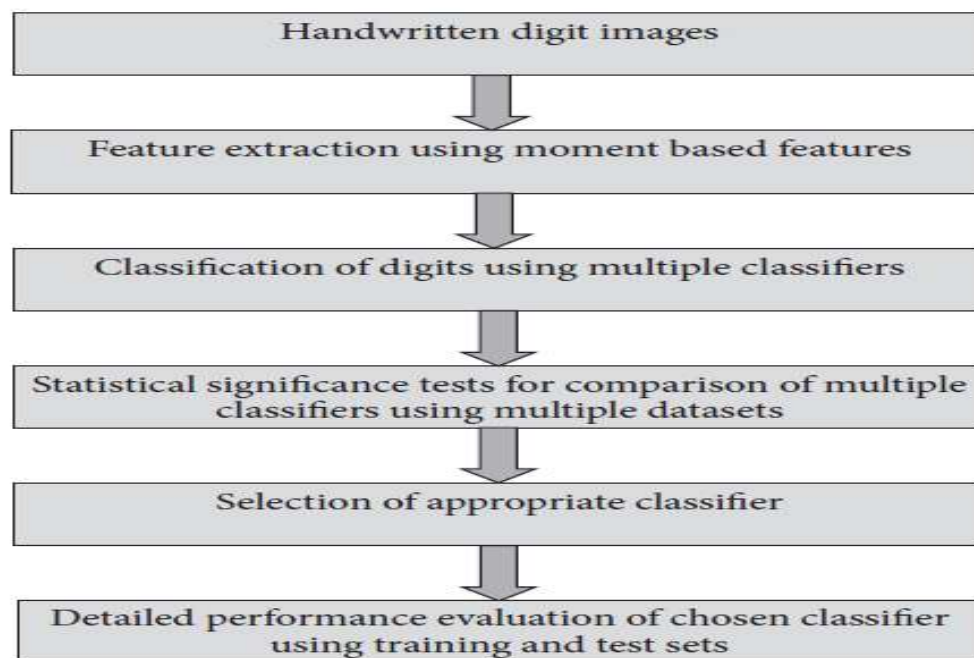 Handwritten digit images
Feature extraction using moment based features
Classification of digits using multiple classifiers
Statistical significance tests for comparison of multiple
classifiers using multiple datasets
Selection of appropriate classifier
Detailed performance evaluation of chosen classifier
using training and test sets